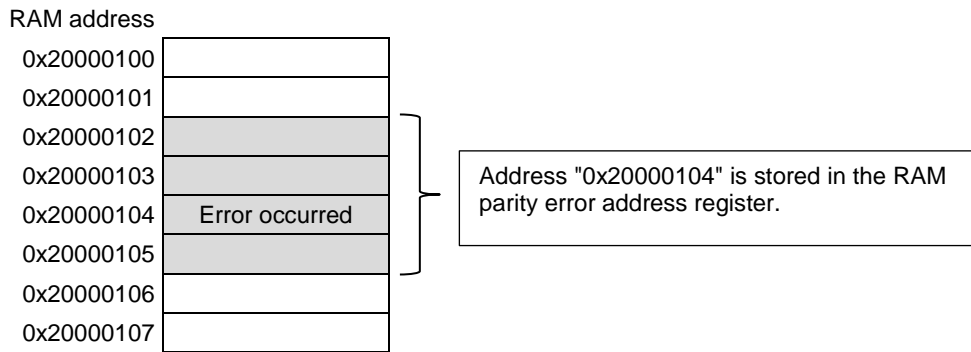 RAM address
0x20000100
0x20000101
0x20000102
0x20000103
0x20000104 Error occurred
0x20000105
0x20000106
0x20000107
Address "0x20000104" is stored in the RAM
parity error address register.